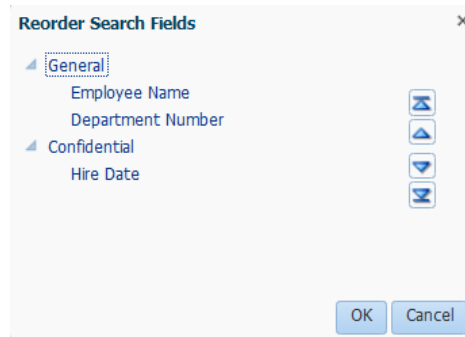 Reorder Search Fields
General
Employee Name
Department Number
Confidential
Hire Date
OK Cancel